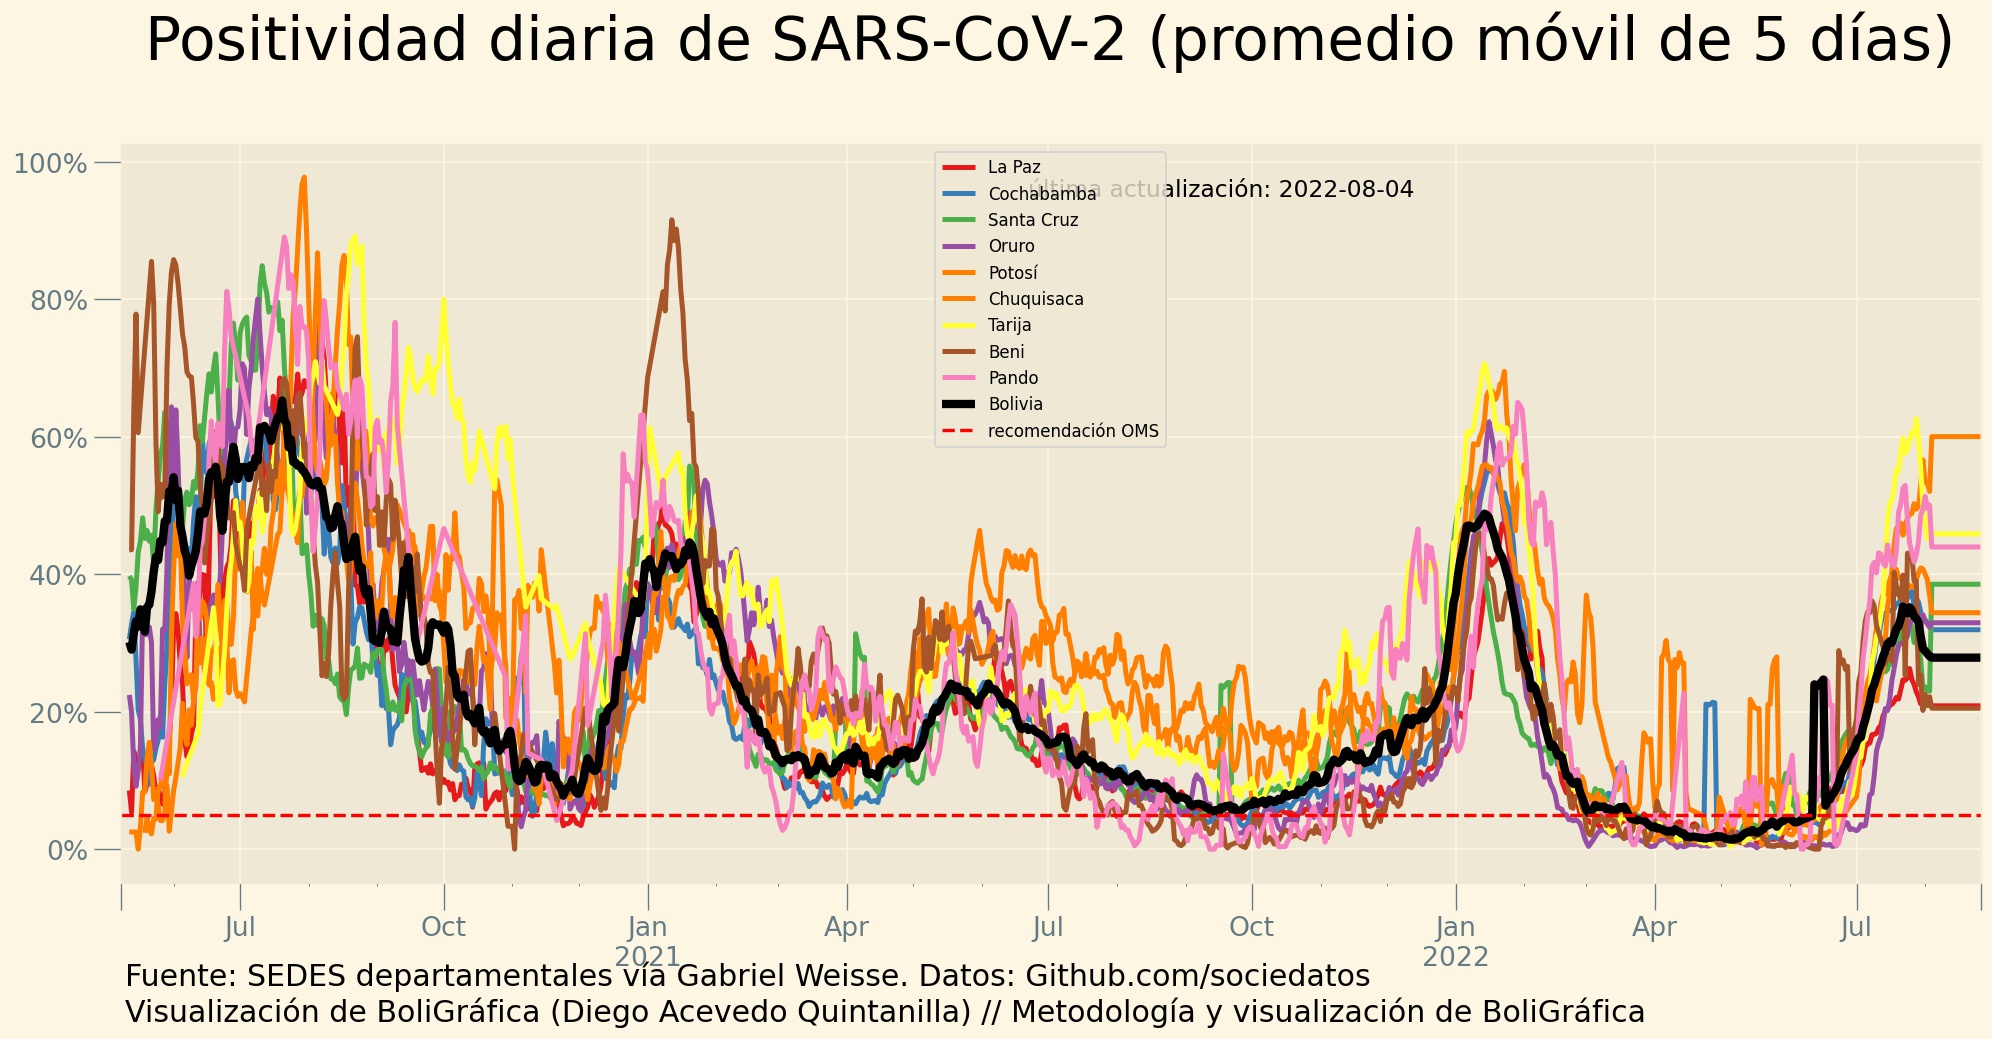 Positividad diaria de SARS-CoV-2 (promedio móvil de 5 días)
100%
80%
60%
40%
20%
0%
La Paz
última actualización: 2022-08-04
Cochabamba
Santa Cruz
Oruro
Potosí
Chuquisaca
Tarija
Beni
Pando
Bolivia
recomendación OMS
Jul
Oct
Jan
2021
Apr
Jul
Oct
Jan
2022
Apr
Jul
Fuente: SEDES departamentales vía Gabriel Weisse. Datos: Github.com/sociedatos
Visualización de BoliGráfica (Diego Acevedo Quintanilla) // Metodología y visualización de BoliGráfica